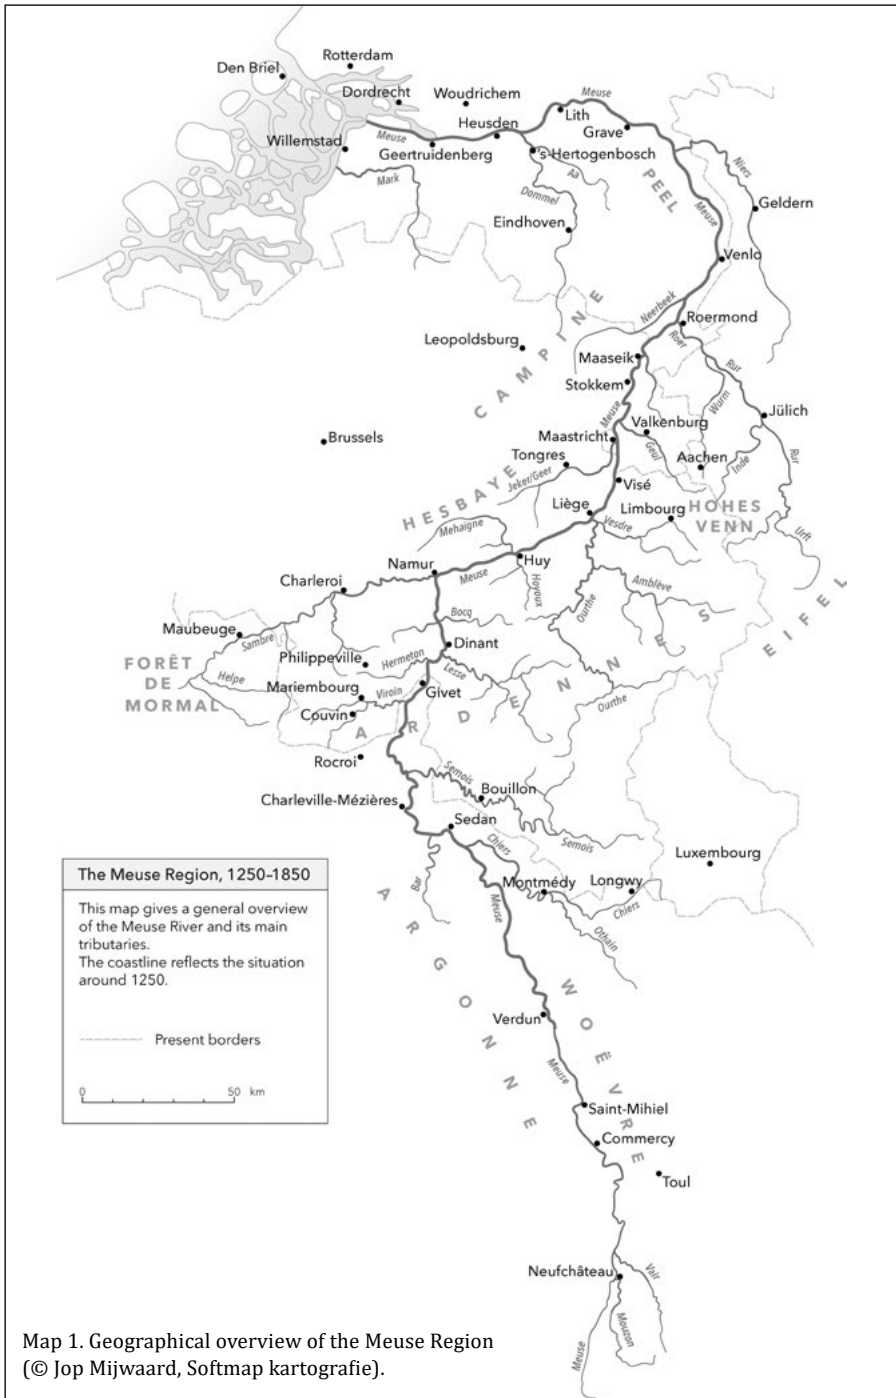 Rotterdam
Den Briel
Dordrecht
Woudrichem
Meuse
Lith
Heusden
Grave
Willemstad
Meuse
Geertruidenberg
's-Hertogenbosch
Aa
PEEL
Niers
Mark
Dommel
Geldern
Meuse
Eindhoven
Venlo
Neerbeek
Roermond
Leopoldsburg
CAMPINE
Roer
Maaseik
Rur
Stokkem
Wurm
Jülich
Meuse
Valkenburg
Brussels
Maastricht
Geul
Aachen
Tongres
Inde
Rur
HESBAYE
Jeker/Geer
Visé
HOHES
VENN
Liège
Limbourg
Mehaigne
Vesdre
Urft
Namur
Huy
Meuse
Charleroi
Hoyoux
Amblève
Ourthe
EIFEL
Bocq
Maubeuge
Sambre
Dinant
Philippeville
Hermeton
Lesse
FORÊT
DE
MORMAL
Helpe
Mariembourg
Viroin
Givet
Ourthe
Couvin
ARDENNES
Rocroi
Semois
Bouillon
Charleville-Mézières
Sedan
Semois
Chiers
Luxembourg
Bar
Montmédy
Longwy
Meuse
Chiers
Othain
ARGONNE
WOËVRE
Verdun
Meuse
Saint-Mihiel
Commercy
Toul
Neufchâteau
Vair
Mouzon
Meuse
The Meuse Region, 1250–1850
This map gives a general overview
of the Meuse River and its main
tributaries.
The coastline reflects the situation
around 1250.
Present borders
0 50 km
Map 1. Geographical overview of the Meuse Region
(© Jop Mijwaard, Softmap kartografie).